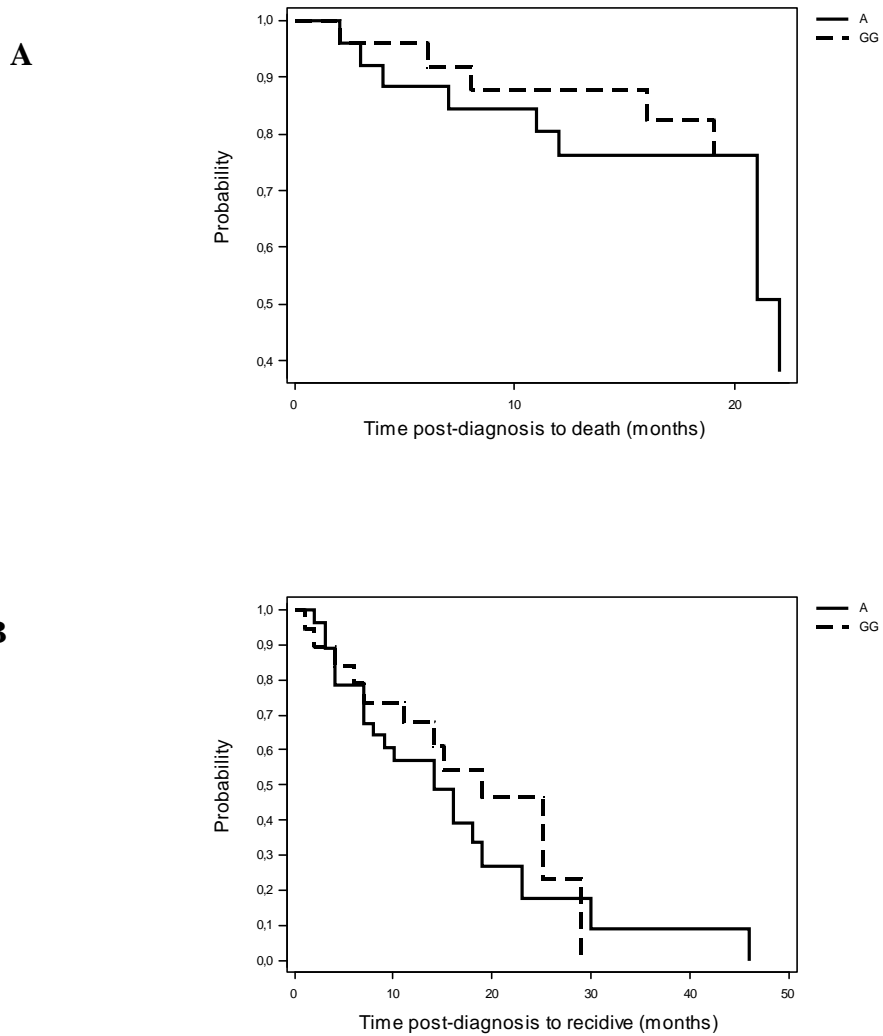 A
A
GG
1,0
0,9
0,8
0,7
0,6
0,5
0,4
Probability
0 10 20
Time post-diagnosis to death (months)
B
A
GG
1,0
0,9
0,8
0,7
0,6
0,5
0,4
0,3
0,2
0,1
0,0
Probability
0 10 20 30 40 50
Time post-diagnosis to recidive (months)